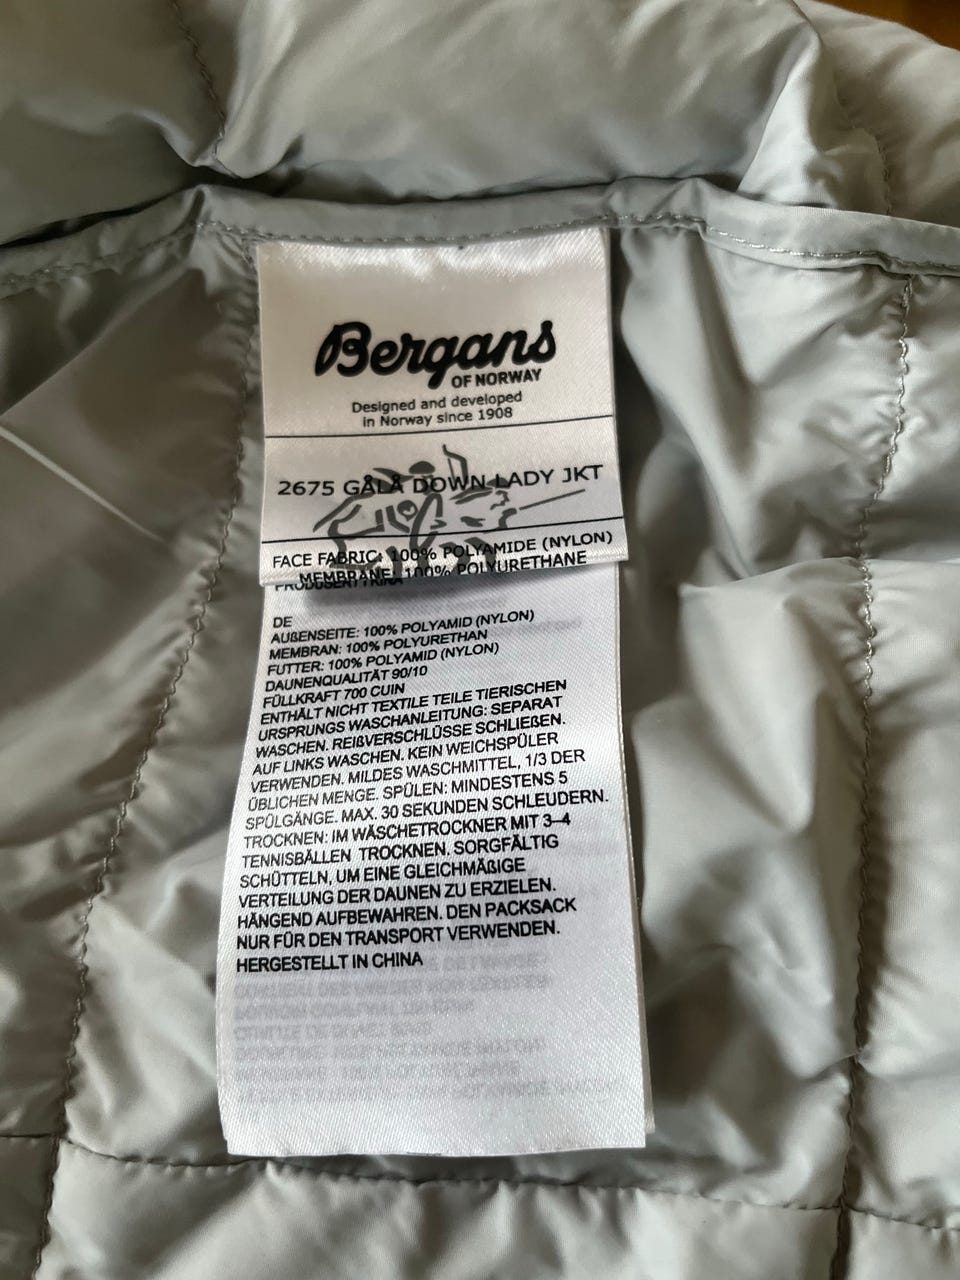 Bergans
OF NORWAY
Designed and developed
in Norway since 1908
2675 GÅLÅ DOWN LADY JKT
FACE FABRIC: 100% POLYAMIDE (NYLON)
MEMBRANE: 100% POLYURETHANE
DE
AUßENSEITE: 100% POLYAMID (NYLON)
MEMBRAN: 100% POLYURETHAN
FUTTER: 100% POLYAMID (NYLON)
DAUNENQUALITÄT 90/10
FÜLLKRAFT 700 CUIN
ENTHÄLT NICHT TEXTILE TEILE TIERISCHEN
URSPRUNGS WASCHANLEITUNG: SEPARAT
WASCHEN. REIßVERSCHLÜSSE SCHLIEßEN.
AUF LINKS WASCHEN. KEIN WEICHSPÜLER
VERWENDEN. MILDES WASCHMITTEL, 1/3 DER
ÜBLICHEN MENGE. SPÜLEN: MINDESTENS 5
SPÜLGÄNGE. MAX. 30 SEKUNDEN SCHLEUDERN.
TROCKNEN: IM WÄSCHETROCKNER MIT 3–4
TENNISBÄLLEN TROCKNEN. SORGFÄLTIG
SCHÜTTELN, UM EINE GLEICHMÄßIGE
VERTEILUNG DER DAUNEN ZU ERZIELEN.
HÄNGEND AUFBEWAHREN. DEN PACKSACK
NUR FÜR DEN TRANSPORT VERWENDEN.
HERGESTELLT IN CHINA